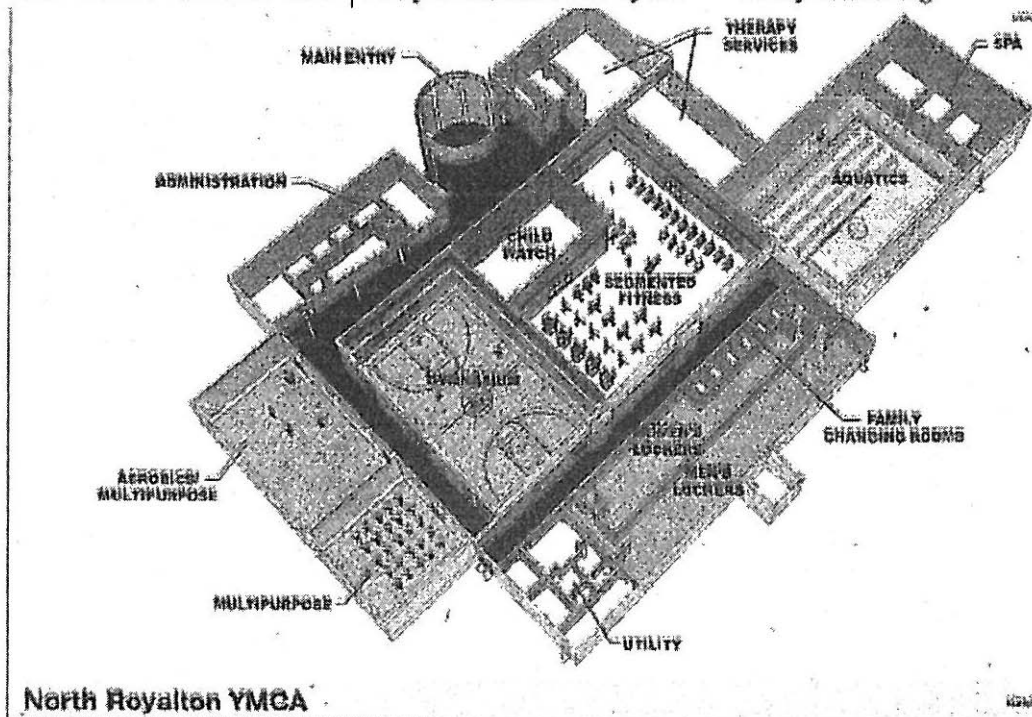 THERAPY
SERVICES
SPA
MAIN ENTRY
ADMINISTRATION
AQUATICS
CHILD
WATCH
SEGMENTED
FITNESS
GYMNASIUM
FAMILY
CHANGING ROOMS
LOCKERS
MEN'S
LOCKERS
AEROBICS/
MULTIPURPOSE
MULTIPURPOSE
UTILITY
North Royalton YMCA